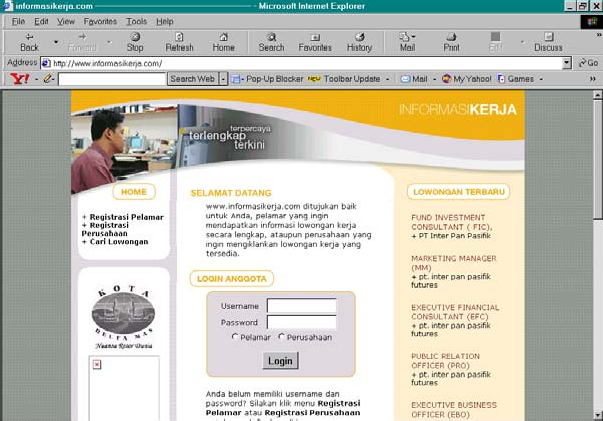 informasikerja.com - Microsoft Internet Explorer
File Edit View Favorites Tools Help
Back Forward Stop Refresh Home Search Favorites History Mail Print Edit Discuss
Address http://www.informasikerja.com/ Go
Y! Search Web Pop-Up Blocker NEW Toolbar Update Mail My Yahoo! Games
INFORMASIKERJA
terpercaya
terlengkap
terkini
HOME
+ Registrasi Pelamar
+ Registrasi
Perusahaan
+ Cari Lowongan
KOTA
DELTA MAS
Nuansa Resor Dunia
SELAMAT DATANG
www.informasikerja.com ditujukan baik
untuk Anda, pelamar yang ingin
mendapatkan informasi lowongan kerja
secara lengkap, ataupun perusahaan yang
ingin mengiklankan lowongan kerja yang
tersedia.
LOGIN ANGGOTA
Username
Password
Pelamar Perusahaan
Login
Anda belum memiliki username dan
password? Silakan klik menu Registrasi
Pelamar atau Registrasi Perusahaan
LOWONGAN TERBARU
FUND INVESTMENT
CONSULTANT ( FIC),
+ PT Inter Pan Pasifik
MARKETING MANAGER
(MM)
+ pt. inter pan pasifik
futures
EXECUTIVE FINANCIAL
CONSULTANT (EFC)
+ pt. inter pan pasifik
futures
PUBLIC RELATION
OFFICER (PRO)
+ pt. inter pan pasifik
futures
EXECUTIVE BUSINESS
OFFICER (EBO)